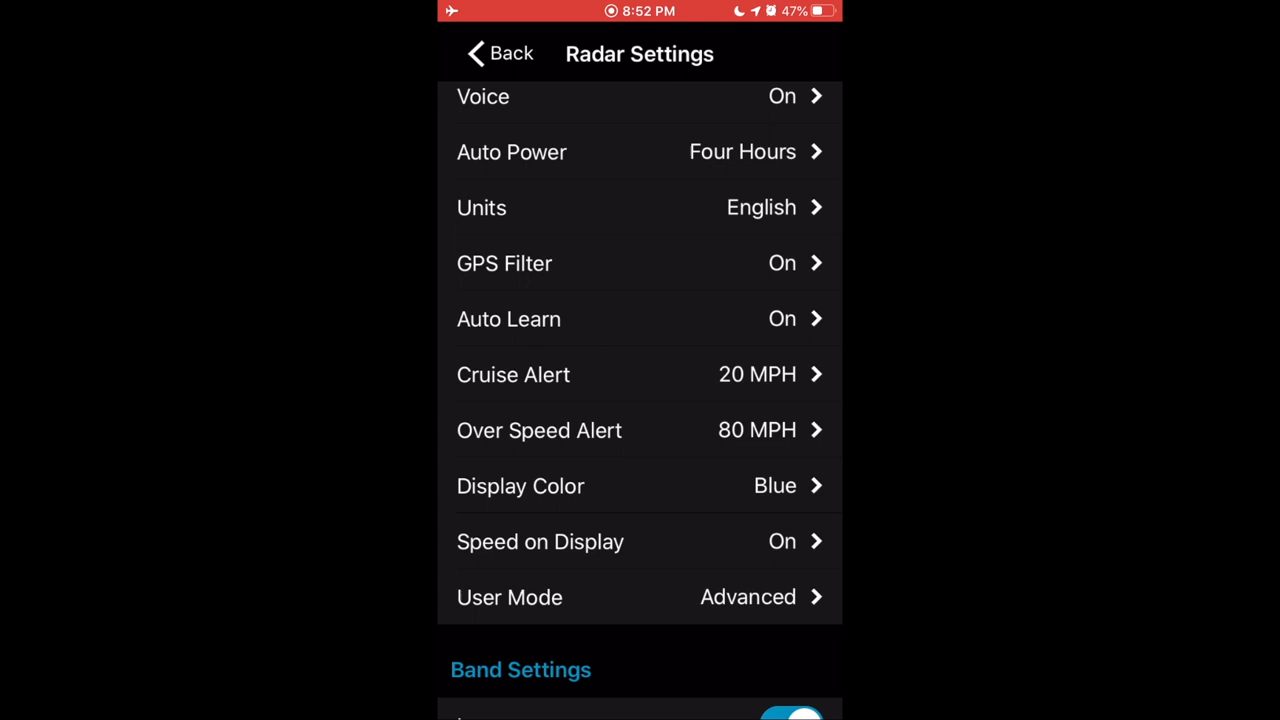 8:52 PM 47%
Back Radar Settings
Voice On
Auto Power Four Hours
Units English
GPS Filter On
Auto Learn On
Cruise Alert 20 MPH
Over Speed Alert 80 MPH
Display Color Blue
Speed on Display On
User Mode Advanced
Band Settings